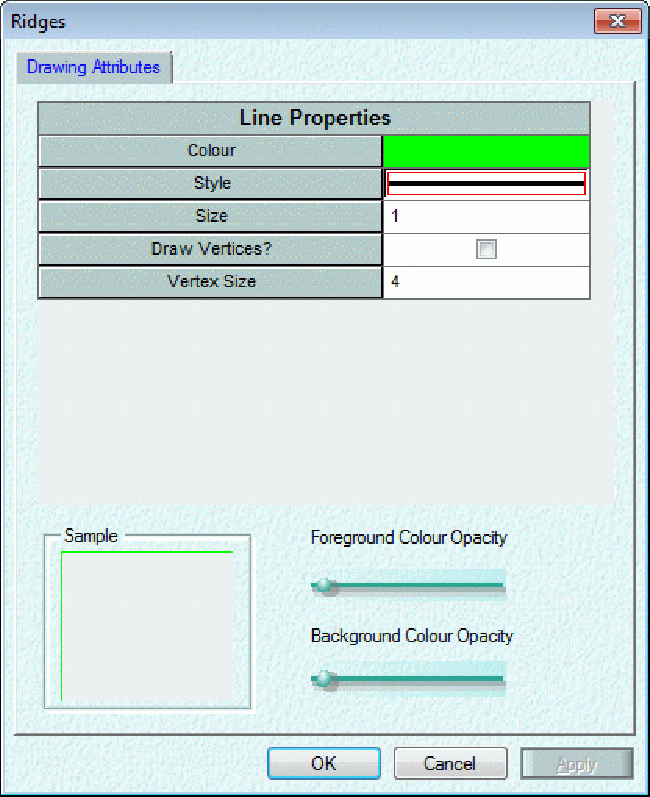 Ridges
Drawing Attributes
Line Properties
Colour
Style
Size 1
Draw Vertices?
Vertex Size 4
Sample
Foreground Colour Opacity
Background Colour Opacity
OK Cancel Apply